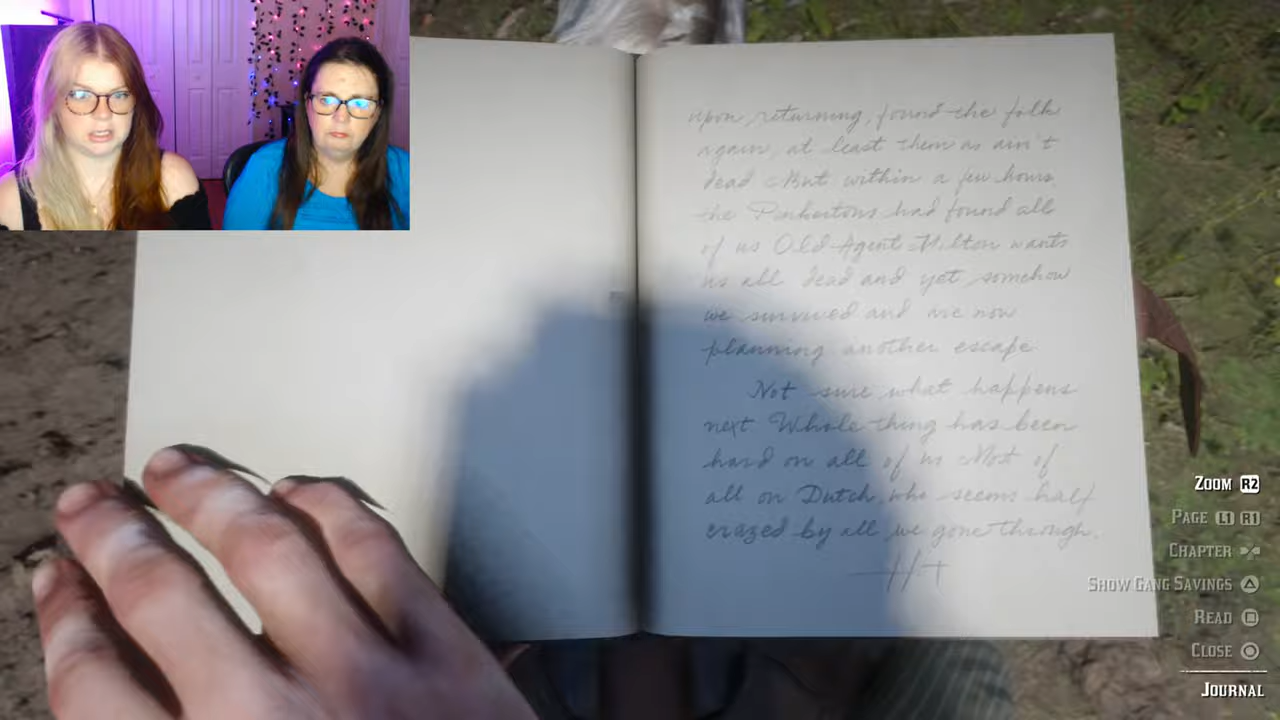 upon returning, found the folk
again, at least them as ain't
dead But within a few hours,
the Pinkertons had found all
of us Old Agent Milton wants
us all dead and yet somehow
we survived and are now
planning another escape
Not sure what happens
next Whole thing has been
hard on all of us Most of
all on Dutch, who seems half
crazed by all we gone through.
ZOOM R2
PAGE L1 R1
CHAPTER
SHOW GANG SAVINGS
READ
CLOSE
JOURNAL